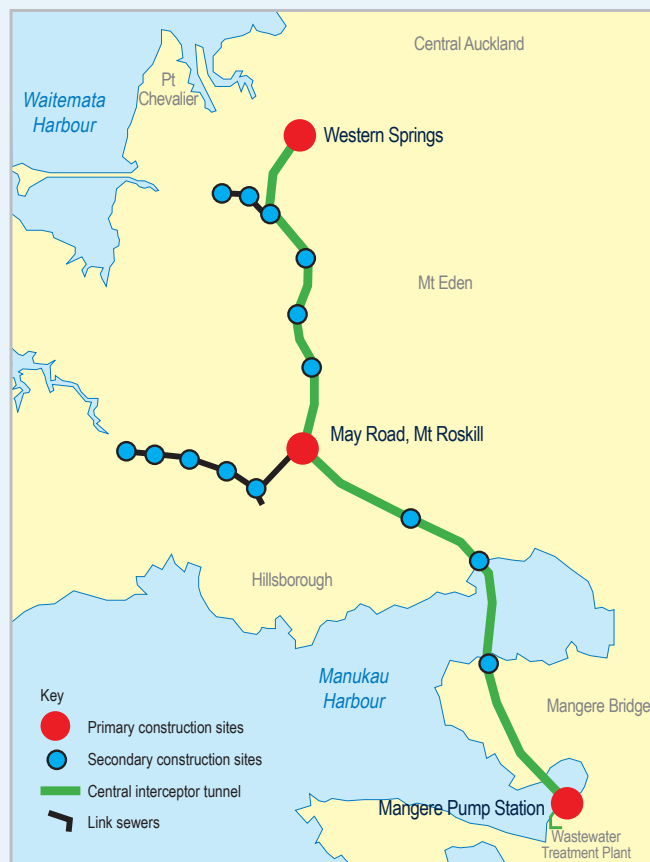 Central Auckland
Pt
Chevalier
Waitemata
Harbour
Western Springs
Mt Eden
May Road, Mt Roskill
Hillsborough
Manukau
Harbour
Mangere Bridge
Key
Primary construction sites
Secondary construction sites
Central interceptor tunnel
Link sewers
Mangere Pump Station
Wastewater
Treatment Plant